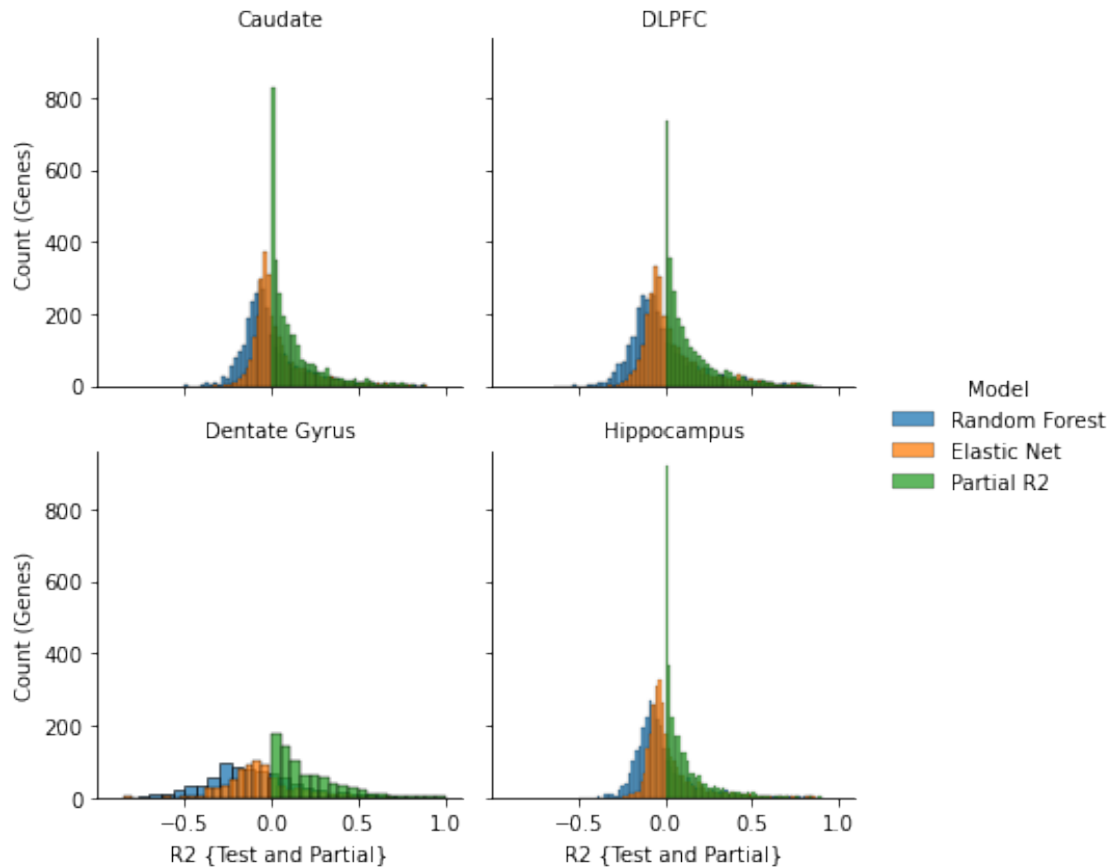 Caudate
DLPFC
800
600
400
200
0
Count (Genes)
Dentate Gyrus
Hippocampus
800
600
400
200
0
Count (Genes)
−0.5 0.0 0.5 1.0
−0.5 0.0 0.5 1.0
R2 {Test and Partial}
R2 {Test and Partial}
Model
Random Forest
Elastic Net
Partial R2